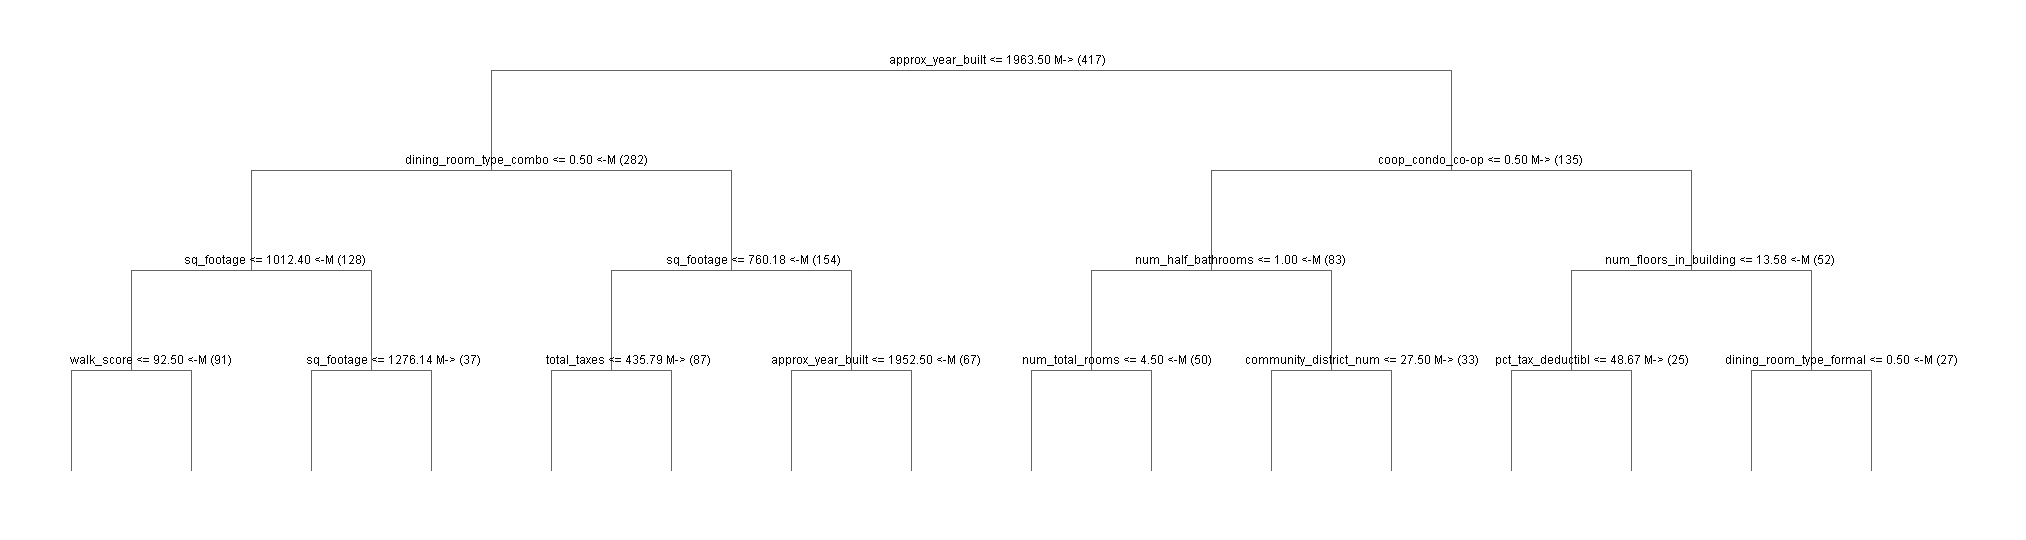 approx_year_built <= 1963.50 M-> (417)
dining_room_type_combo <= 0.50 <-M (282)
coop_condo_co-op <= 0.50 M-> (135)
sq_footage <= 1012.40 <-M (128)
sq_footage <= 760.18 <-M (154)
num_half_bathrooms <= 1.00 <-M (83)
num_floors_in_building <= 13.58 <-M (52)
walk_score <= 92.50 <-M (91)
sq_footage <= 1276.14 M-> (37)
total_taxes <= 435.79 M-> (87)
approx_year_built <= 1952.50 <-M (67)
num_total_rooms <= 4.50 <-M (50)
community_district_num <= 27.50 M-> (33)
pct_tax_deductibl <= 48.67 M-> (25)
dining_room_type_formal <= 0.50 <-M (27)